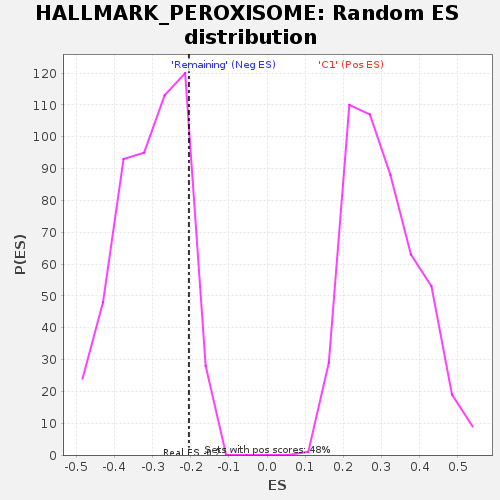 HALLMARK_PEROXISOME: Random ES
distribution
'Remaining' (Neg ES)
'C1' (Pos ES)
120
110
100
90
80
70
60
50
40
30
20
10
0
P(ES)
Sets with pos scores: 48%
Real ES
-0.5 -0.4 -0.3 -0.2 -0.1 0.0 0.1 0.2 0.3 0.4 0.5
ES